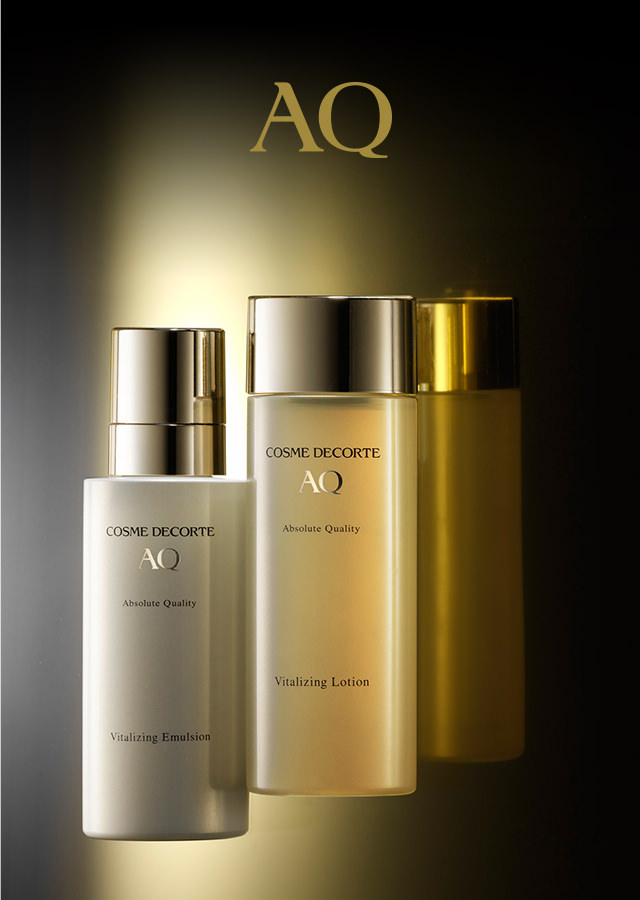 AQ
COSME DECORTE
AQ
Absolute Quality
Vitalizing Lotion
COSME DECORTE
AQ
Absolute Quality
Vitalizing Emulsion